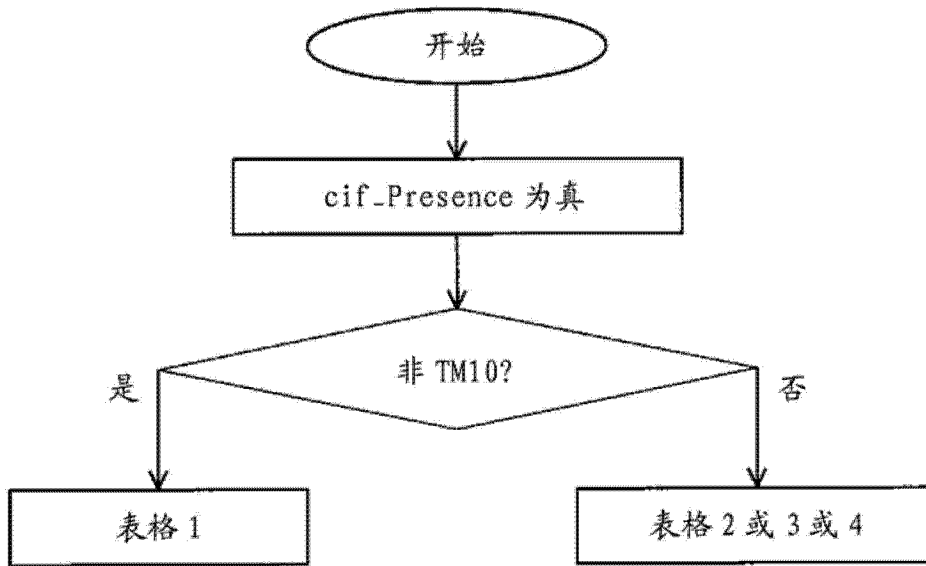 开始
cif_Presence 为真
非 TM10?
是
否
表格 1
表格 2 或 3 或 4